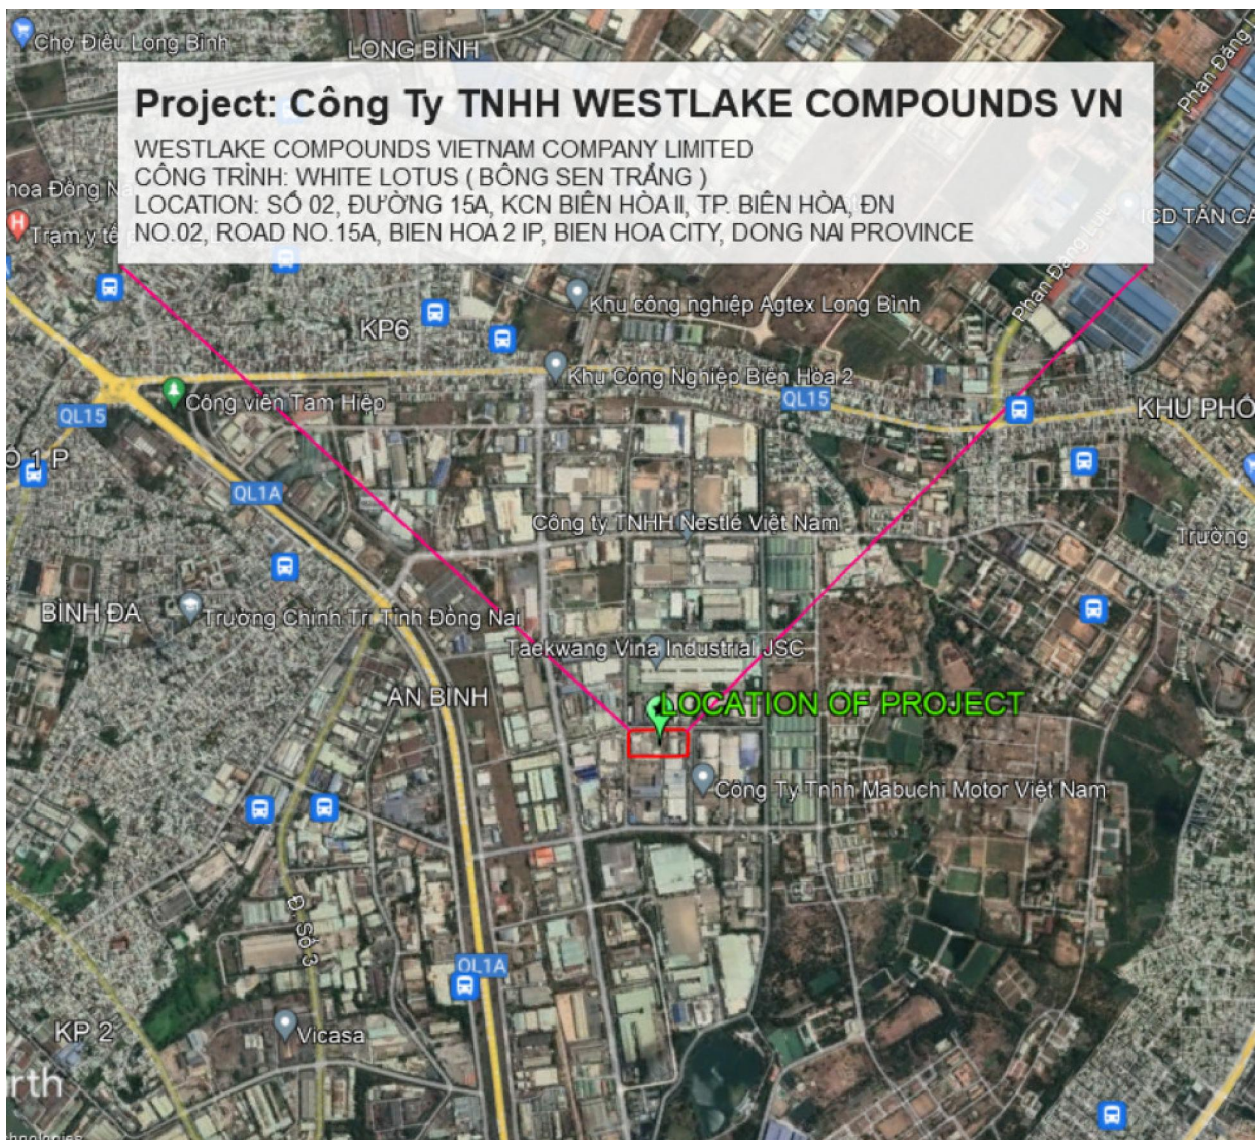 Chợ Điều Long Bình
LONG BÌNH
Phan Đăng
Project: Công Ty TNHH WESTLAKE COMPOUNDS VN
WESTLAKE COMPOUNDS VIETNAM COMPANY LIMITED
CÔNG TRÌNH: WHITE LOTUS ( BÔNG SEN TRẮNG )
LOCATION: SỐ 02, ĐƯỜNG 15A, KCN BIÊN HÒA II, TP. BIÊN HÒA, ĐN
NO.02, ROAD NO.15A, BIEN HOA 2 IP, BIEN HOA CITY, DONG NAI PROVINCE
hoa Đồng Na
H
Trạm y tế p
ICD TÂN CẢ
Phan Đăng Lưu
Khu công nghiệp Agtex Long Bình
KP6
Khu Công Nghiệp Biên Hòa 2
QL15
Công viên Tam Hiệp
QL15
KHU PHỐ
Ố 1 P
QL1A
Công ty TNHH Nestlé Việt Nam
Trường
BÌNH ĐA
Trường Chính Trị Tỉnh Đồng Nai
Taekwang Vina Industrial JSC
AN BÌNH
LOCATION OF PROJECT
Công Ty Tnhh Mabuchi Motor Việt Nam
Đ. Số 3
QL1A
KP 2
Vicasa
rth